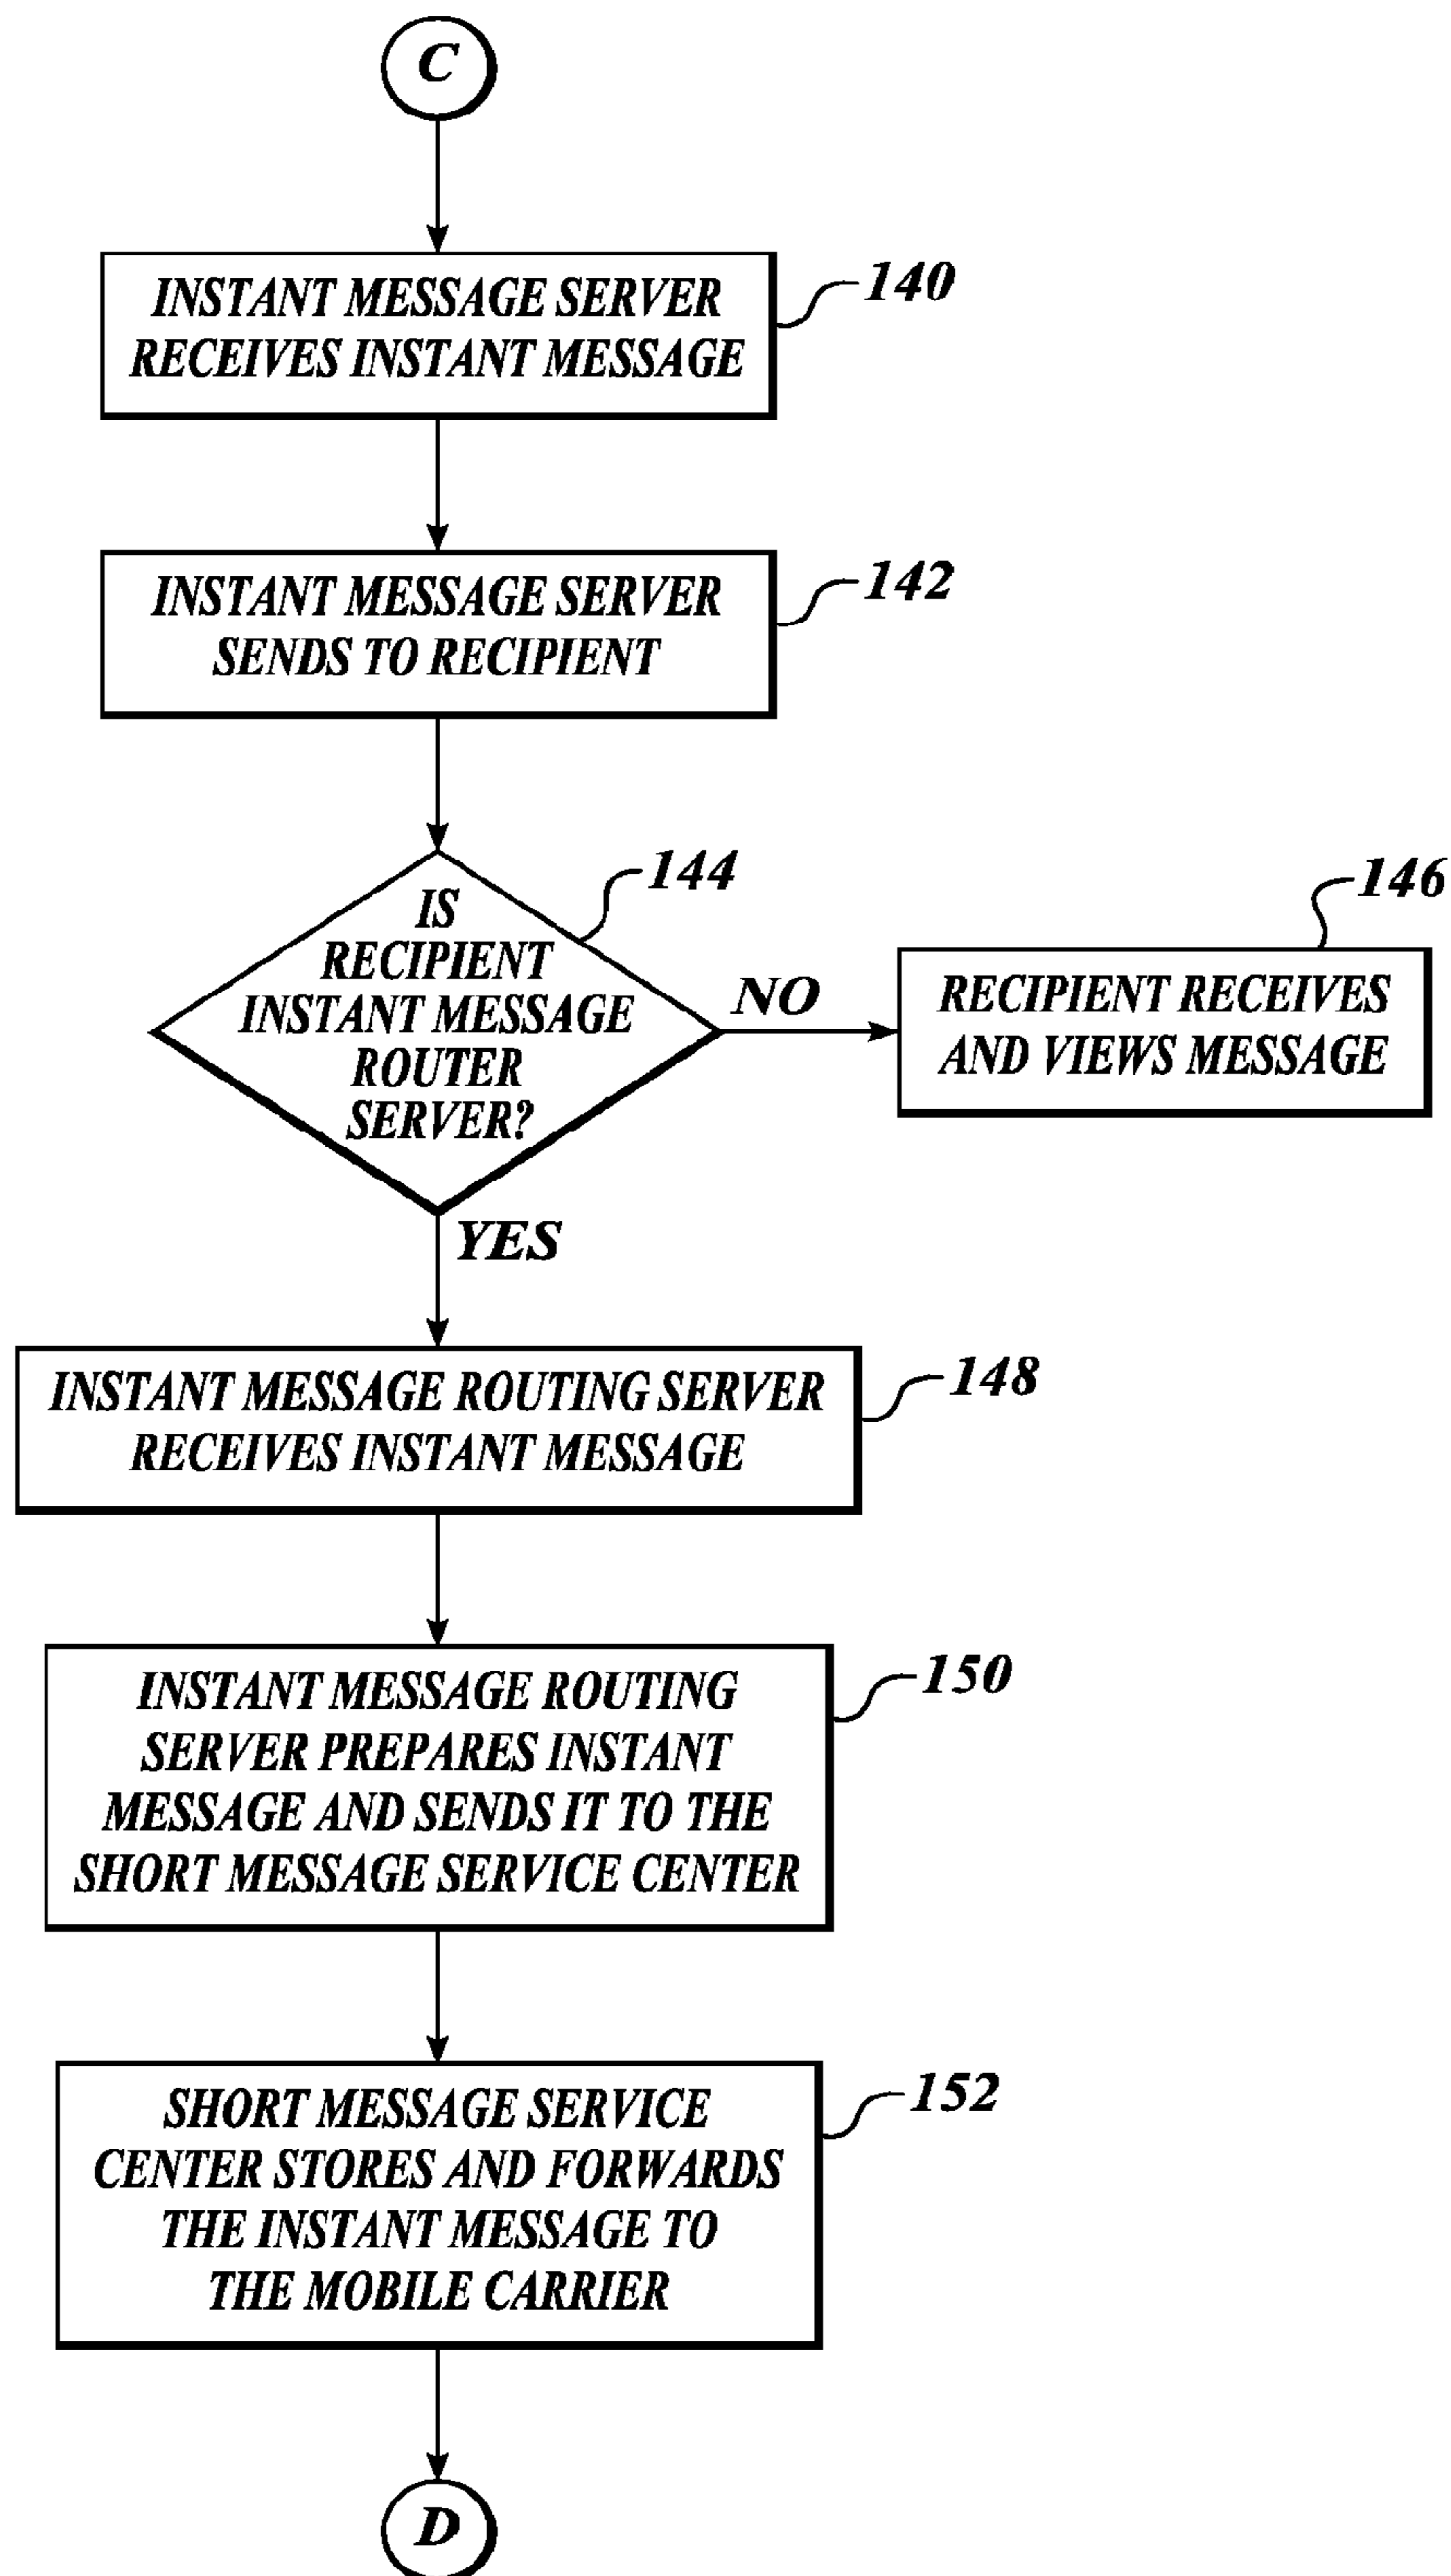 C
INSTANT MESSAGE SERVER
RECEIVES INSTANT MESSAGE
140
INSTANT MESSAGE SERVER
SENDS TO RECIPIENT
142
IS
RECIPIENT
INSTANT MESSAGE
ROUTER
SERVER?
144
NO
RECIPIENT RECEIVES
AND VIEWS MESSAGE
146
YES
INSTANT MESSAGE ROUTING SERVER
RECEIVES INSTANT MESSAGE
148
INSTANT MESSAGE ROUTING
SERVER PREPARES INSTANT
MESSAGE AND SENDS IT TO THE
SHORT MESSAGE SERVICE CENTER
150
SHORT MESSAGE SERVICE
CENTER STORES AND FORWARDS
THE INSTANT MESSAGE TO
THE MOBILE CARRIER
152
D